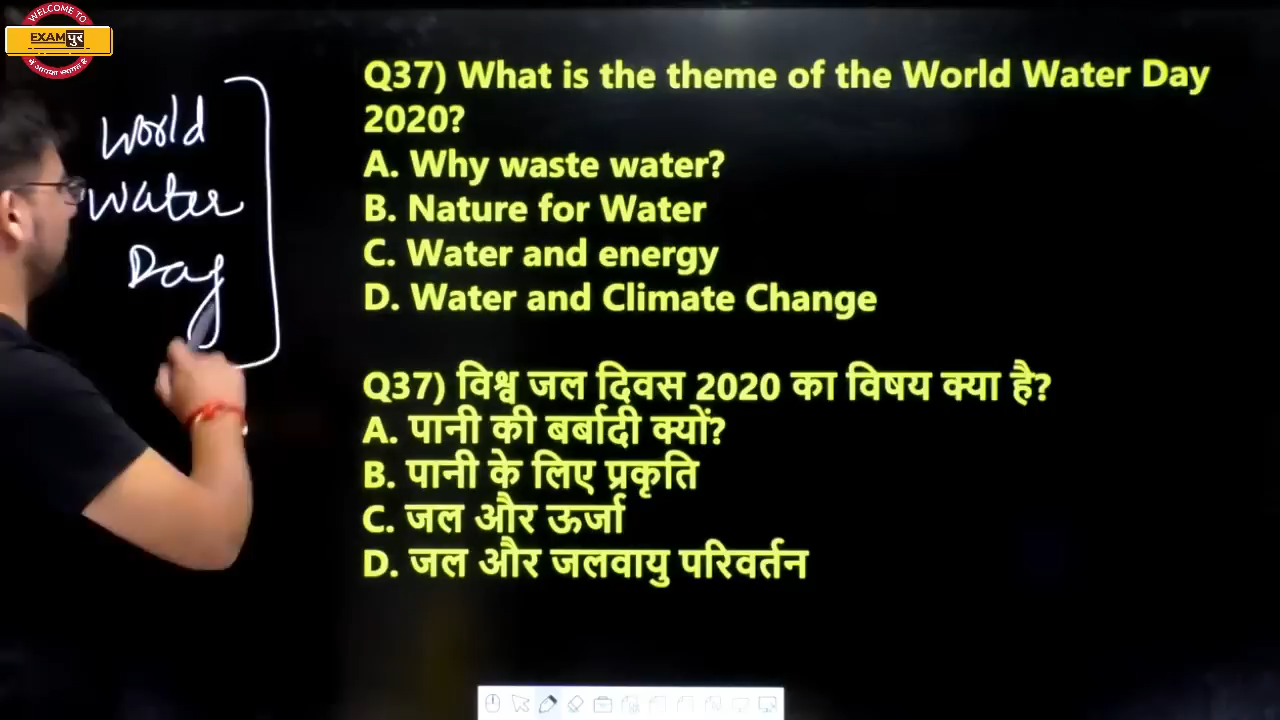 WELCOME TO
EXAMपुर
World
Water
Day
Q37) What is the theme of the World Water Day
2020?
A. Why waste water?
B. Nature for Water
C. Water and energy
D. Water and Climate Change
Q37) विश्व जल दिवस 2020 का विषय क्या है?
A. पानी की बर्बादी क्यों?
B. पानी के लिए प्रकृति
C. जल और ऊर्जा
D. जल और जलवायु परिवर्तन